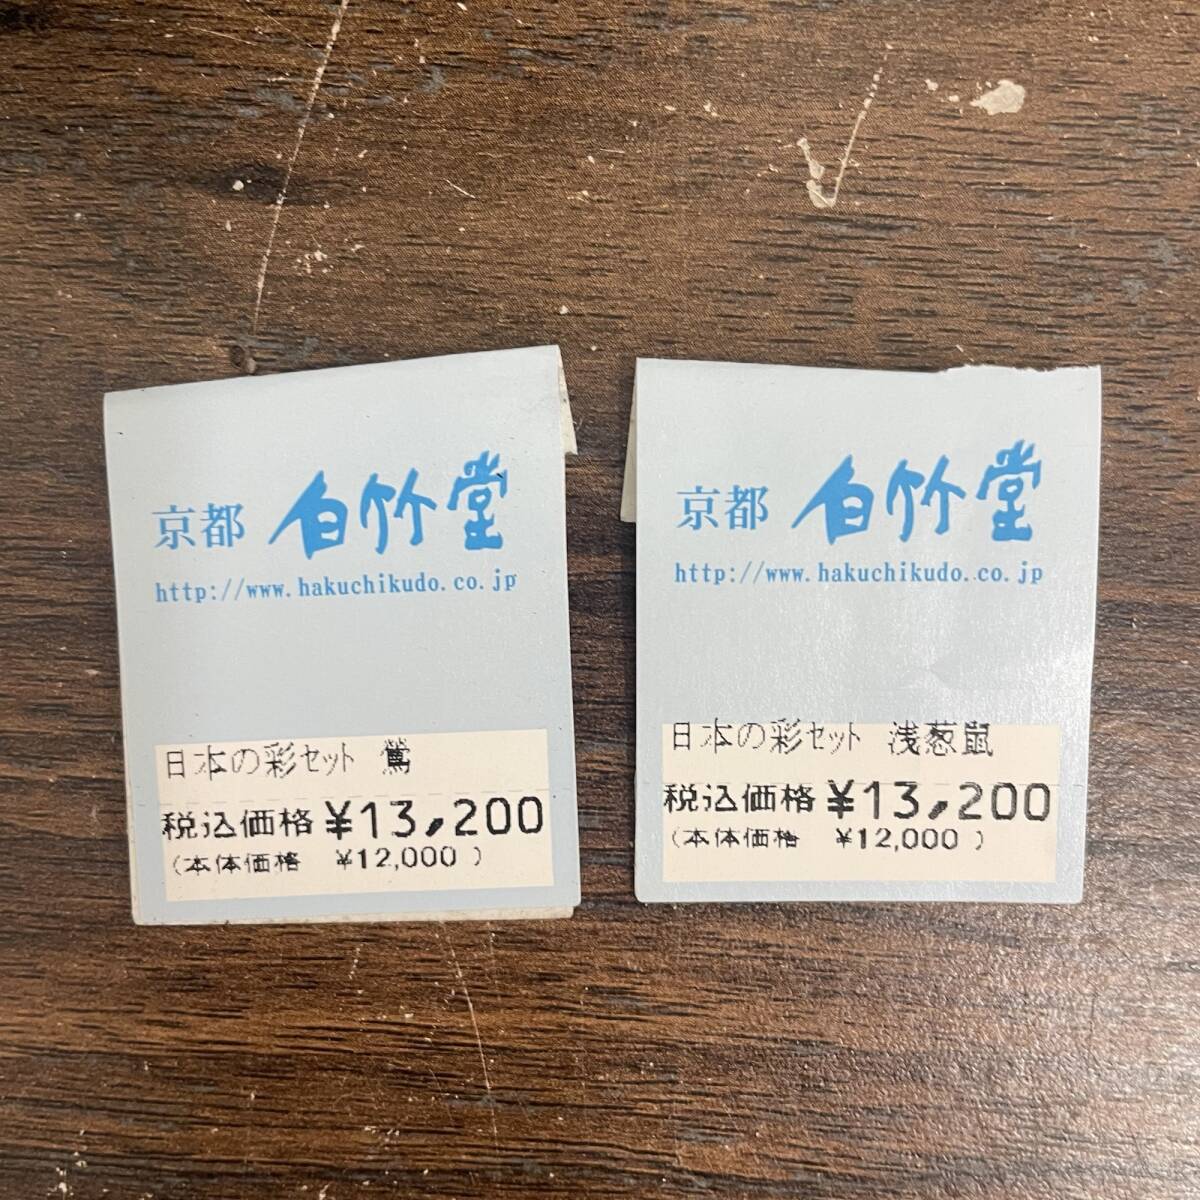 京都 白竹堂
http://www.hakuchikudo.co.jp
日本の彩セット 鶯
税込価格 ¥13,200
(本体価格 ¥12,000)
京都 白竹堂
http://www.hakuchikudo.co.jp
日本の彩セット 浅葱鼠
税込価格 ¥13,200
(本体価格 ¥12,000)